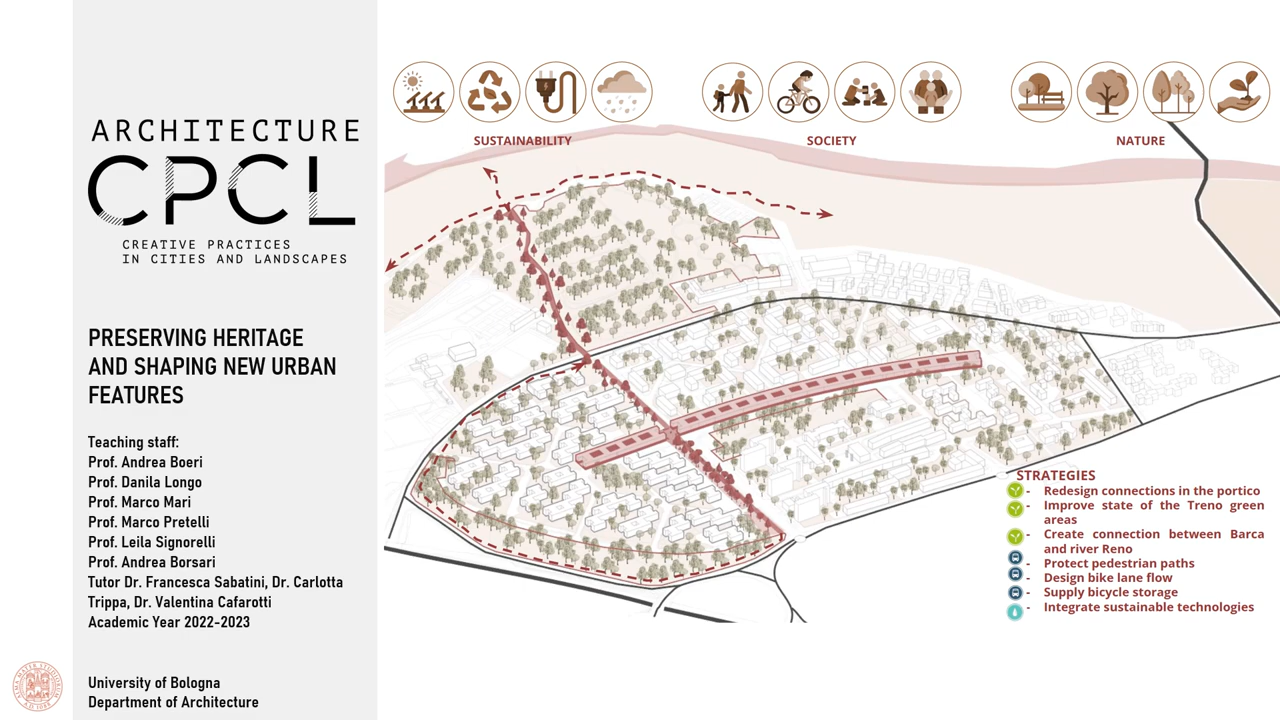 ARCHITECTURE
CPCL
CREATIVE PRACTICES
IN CITIES AND LANDSCAPES
PRESERVING HERITAGE
AND SHAPING NEW URBAN
FEATURES
Teaching staff:
Prof. Andrea Boeri
Prof. Danila Longo
Prof. Marco Mari
Prof. Marco Pretelli
Prof. Leila Signorelli
Prof. Andrea Borsari
Tutor Dr. Francesca Sabatini, Dr. Carlotta
Trippa, Dr. Valentina Cafarotti
Academic Year 2022-2023
University of Bologna
Department of Architecture
SUSTAINABILITY
SOCIETY
NATURE
STRATEGIES
- Redesign connections in the portico
- Improve state of the Treno green
areas
- Create connection between Barca
and river Reno
- Protect pedestrian paths
- Design bike lane flow
- Supply bicycle storage
- Integrate sustainable technologies